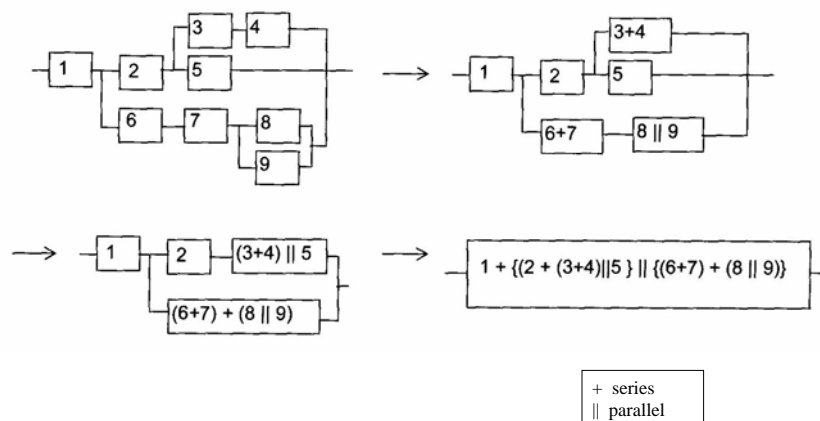 3 4
1 2 5
6 7 8
9
3+4
1 2 5
6+7 8 || 9
1 2 (3+4) || 5
(6+7) + (8 || 9)
1 + {(2 + (3+4)||5 } || {(6+7) + (8 || 9)}
+ series
|| parallel